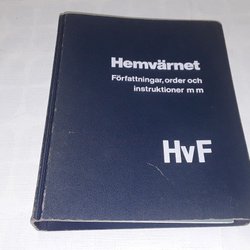 Hemvärnet
Författningar, order och
instruktioner m m
HvF